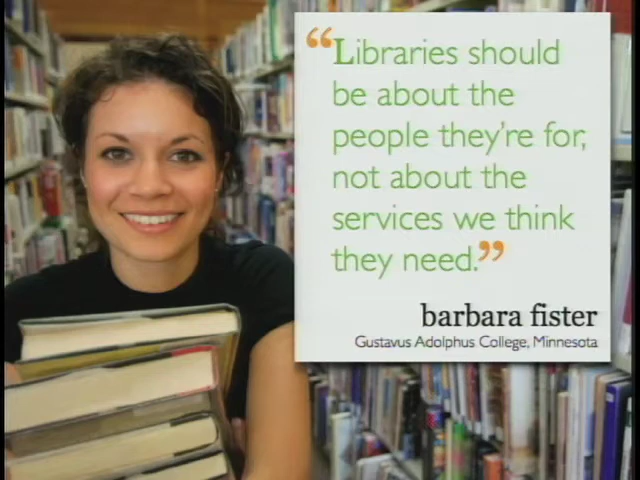 “Libraries should
be about the
people they're for,
not about the
services we think
they need.”
barbara fister
Gustavus Adolphus College, Minnesota